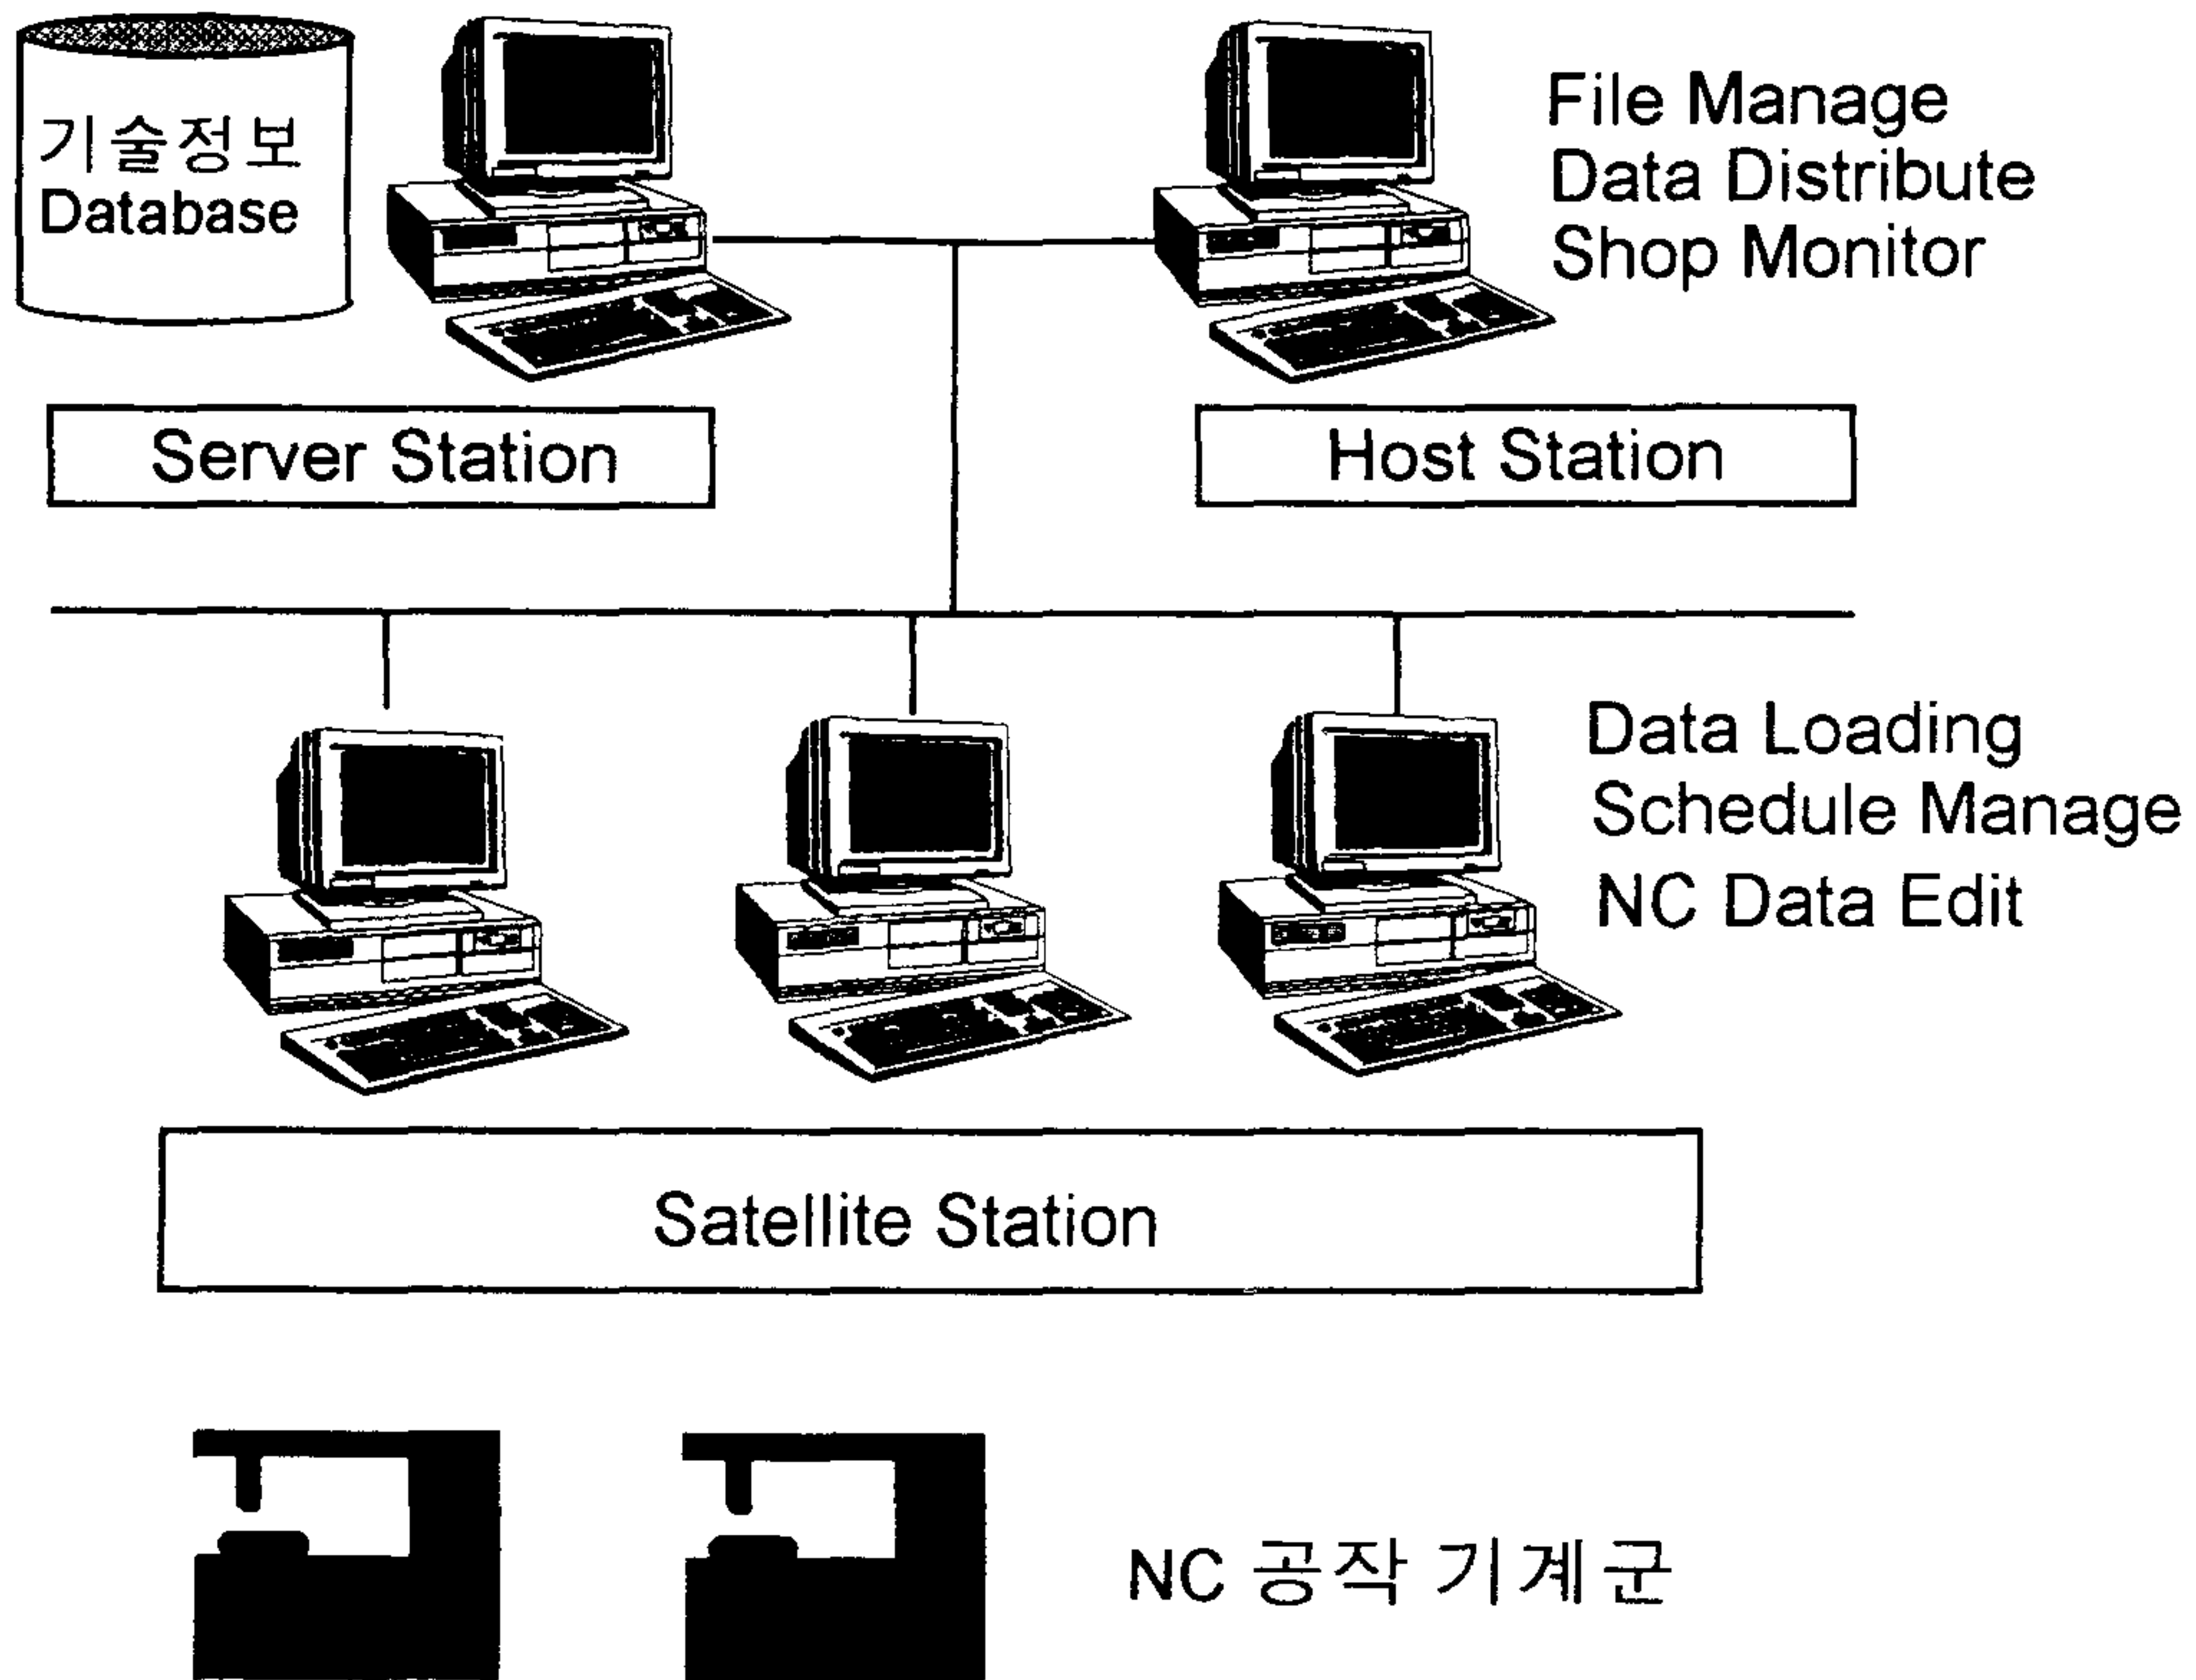 기술정보
Database
File Manage
Data Distribute
Shop Monitor
Server Station
Host Station
Data Loading
Schedule Manage
NC Data Edit
Satellite Station
NC 공작 기계군